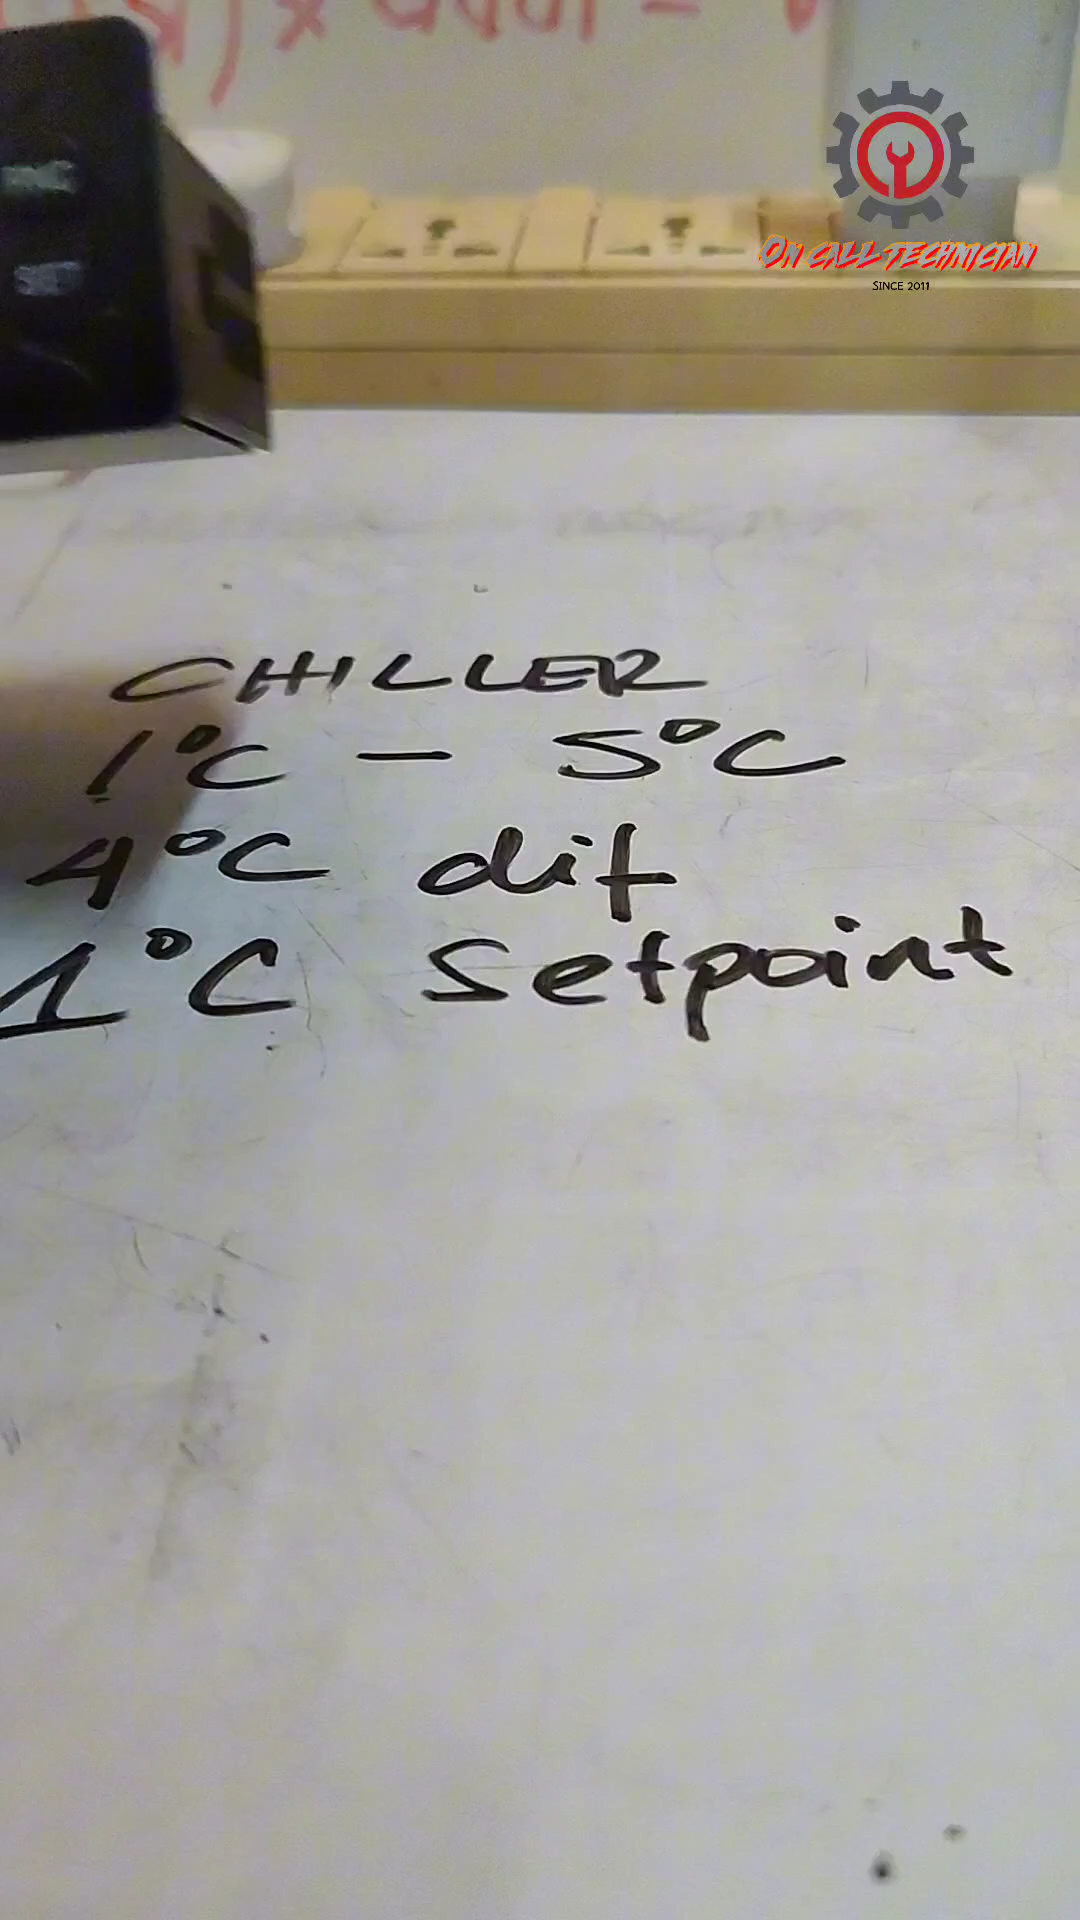 ON CALL TECHNICIAN
SINCE 2011
CHILLER
1°C - 5°C
4°C dif
1°C Setpoint